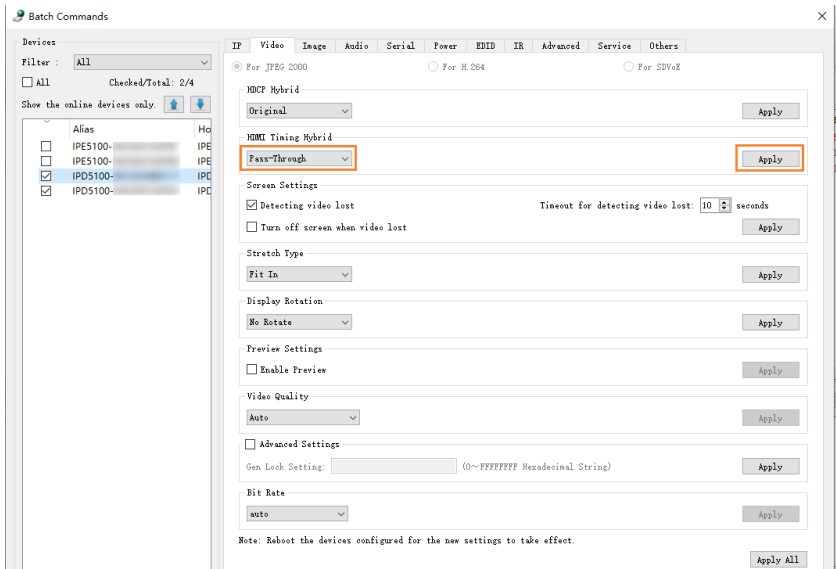 Batch Commands
Devices
Filter : All
All Checked/Total: 2/4
Show the online devices only.
Alias Ho
IPE5100- IPE
IPE5100- IPE
IPD5100- IPD
IPD5100- IPD
IP Video Image Audio Serial Power EDID IR Advanced Service Others
For JPEG 2000 For H.264 For SDVoE
HDCP Hybrid
Original Apply
HDMI Timing Hybrid
Pass-Through Apply
Screen Settings
Detecting video lost Timeout for detecting video lost: 10 seconds
Turn off screen when video lost Apply
Stretch Type
Fit In Apply
Display Rotation
No Rotate Apply
Preview Settings
Enable Preview Apply
Video Quality
Auto Apply
Advanced Settings
Gen Lock Setting: (0~FFFFFFFF Hexadecimal String) Apply
Bit Rate
auto Apply
Note: Reboot the devices configured for the new settings to take effect.
Apply All